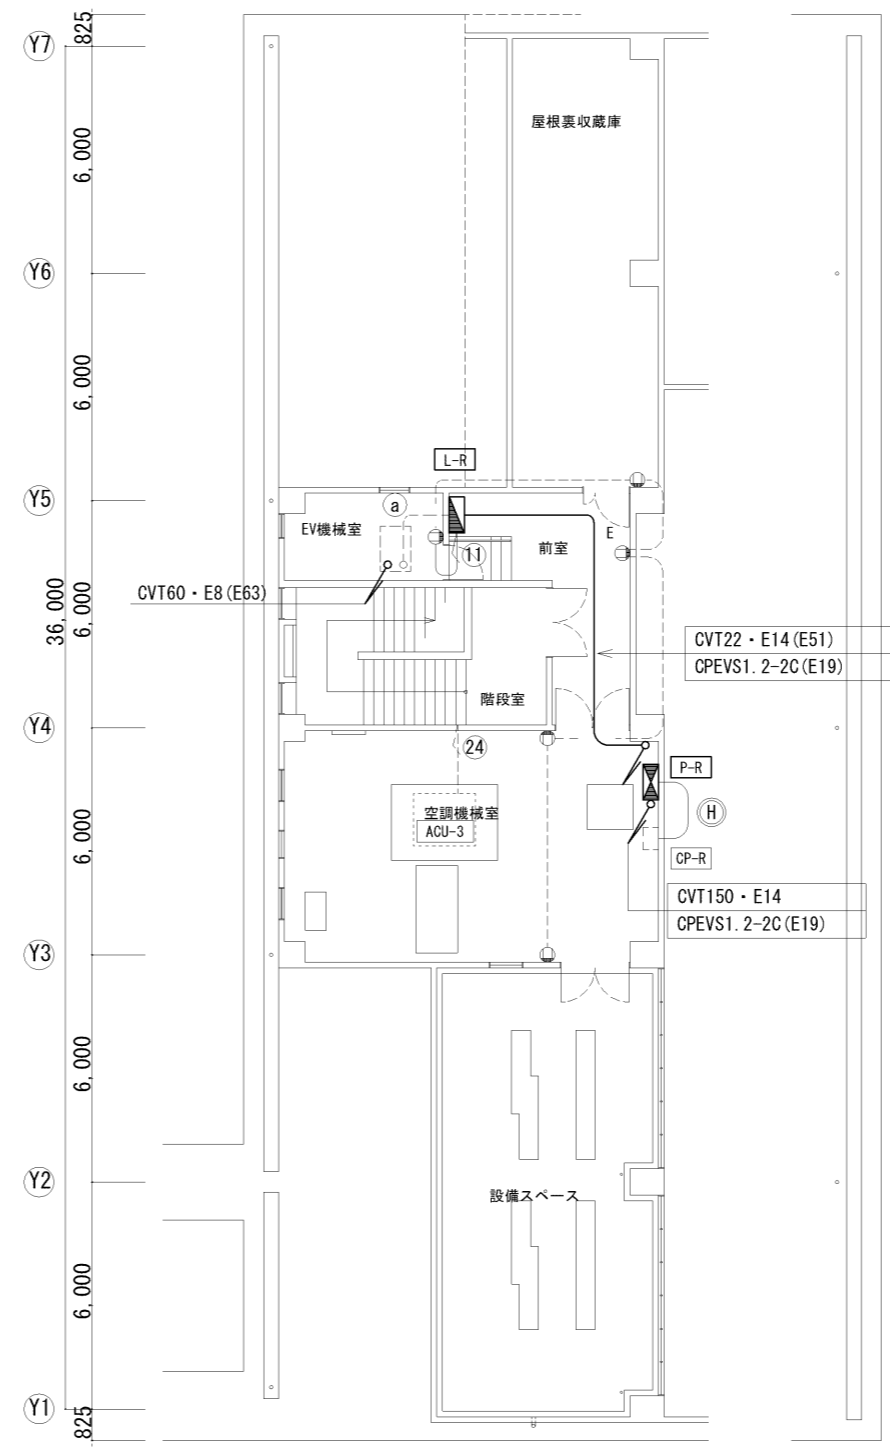 825
Y7
6,000
屋根裏収蔵庫
Y6
6,000
L-R
Y5
a
EV機械室
11
前室
E
CVT60・E8(E63)
36,000
6,000
CVT22・E14(E51)
CPEVS1.2-2C(E19)
階段室
Y4
24
P-R
空調機械室
ACU-3
H
6,000
CP-R
CVT150・E14
CPEVS1.2-2C(E19)
Y3
6,000
Y2
設備スペース
6,000
Y1
825